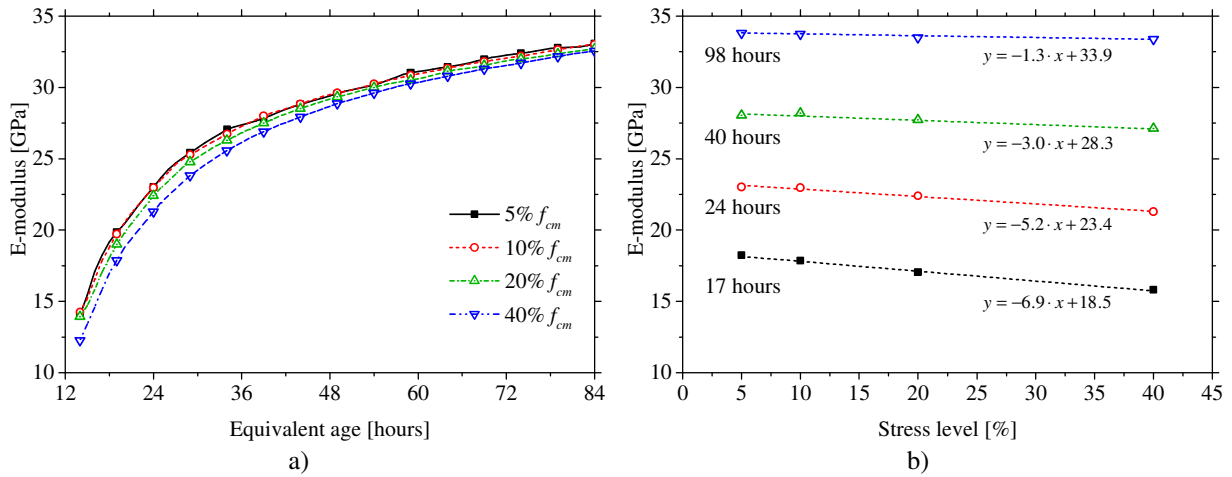 35
30
25
20
15
10
E-modulus [GPa]
12 24 36 48 60 72 84
Equivalent age [hours]
5% f_cm
10% f_cm
20% f_cm
40% f_cm
a)
35
30
25
20
15
10
E-modulus [GPa]
98 hours
y = −1.3· x + 33.9
40 hours
y = −3.0· x + 28.3
24 hours
y = −5.2· x + 23.4
17 hours
y = −6.9· x + 18.5
0 5 10 15 20 25 30 35 40 45
Stress level [%]
b)